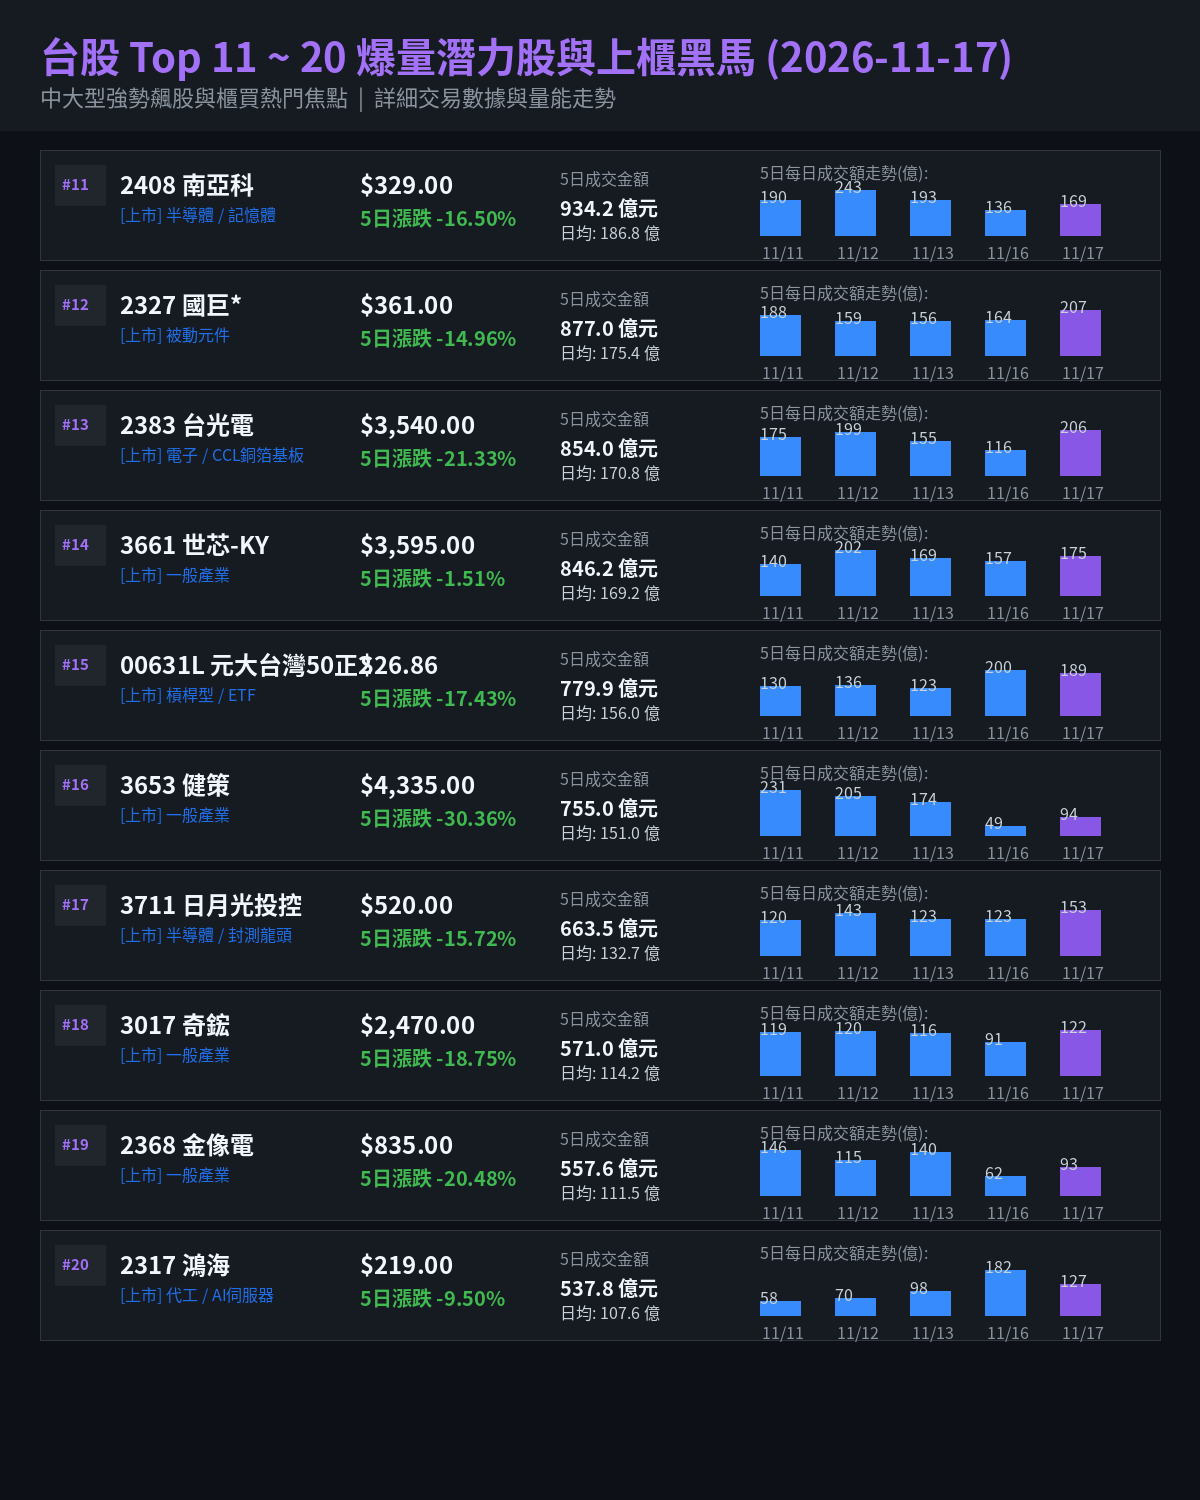 台股 Top 11 ~ 20 爆量潛力股與上櫃黑馬 (2026-11-17)
中大型強勢飆股與櫃買熱門焦點 | 詳細交易數據與量能走勢
#11
2408 南亞科
[上市] 半導體 / 記憶體
$329.00
5日漲跌 -16.50%
5日成交金額
934.2 億元
日均: 186.8 億
5日每日成交額走勢(億):
190 243 193 136 169
11/11 11/12 11/13 11/16 11/17
#12
2327 國巨*
[上市] 被動元件
$361.00
5日漲跌 -14.96%
5日成交金額
877.0 億元
日均: 175.4 億
5日每日成交額走勢(億):
188 159 156 164 207
11/11 11/12 11/13 11/16 11/17
#13
2383 台光電
[上市] 電子 / CCL銅箔基板
$3,540.00
5日漲跌 -21.33%
5日成交金額
854.0 億元
日均: 170.8 億
5日每日成交額走勢(億):
175 199 155 116 206
11/11 11/12 11/13 11/16 11/17
#14
3661 世芯-KY
[上市] 一般產業
$3,595.00
5日漲跌 -1.51%
5日成交金額
846.2 億元
日均: 169.2 億
5日每日成交額走勢(億):
140 202 169 157 175
11/11 11/12 11/13 11/16 11/17
#15
00631L 元大台灣50正2
[上市] 槓桿型 / ETF
$26.86
5日漲跌 -17.43%
5日成交金額
779.9 億元
日均: 156.0 億
5日每日成交額走勢(億):
130 136 123 200 189
11/11 11/12 11/13 11/16 11/17
#16
3653 健策
[上市] 一般產業
$4,335.00
5日漲跌 -30.36%
5日成交金額
755.0 億元
日均: 151.0 億
5日每日成交額走勢(億):
231 205 174 49 94
11/11 11/12 11/13 11/16 11/17
#17
3711 日月光投控
[上市] 半導體 / 封測龍頭
$520.00
5日漲跌 -15.72%
5日成交金額
663.5 億元
日均: 132.7 億
5日每日成交額走勢(億):
120 143 123 123 153
11/11 11/12 11/13 11/16 11/17
#18
3017 奇鋐
[上市] 一般產業
$2,470.00
5日漲跌 -18.75%
5日成交金額
571.0 億元
日均: 114.2 億
5日每日成交額走勢(億):
119 120 116 91 122
11/11 11/12 11/13 11/16 11/17
#19
2368 金像電
[上市] 一般產業
$835.00
5日漲跌 -20.48%
5日成交金額
557.6 億元
日均: 111.5 億
5日每日成交額走勢(億):
146 115 140 62 93
11/11 11/12 11/13 11/16 11/17
#20
2317 鴻海
[上市] 代工 / AI伺服器
$219.00
5日漲跌 -9.50%
5日成交金額
537.8 億元
日均: 107.6 億
5日每日成交額走勢(億):
58 70 98 182 127
11/11 11/12 11/13 11/16 11/17